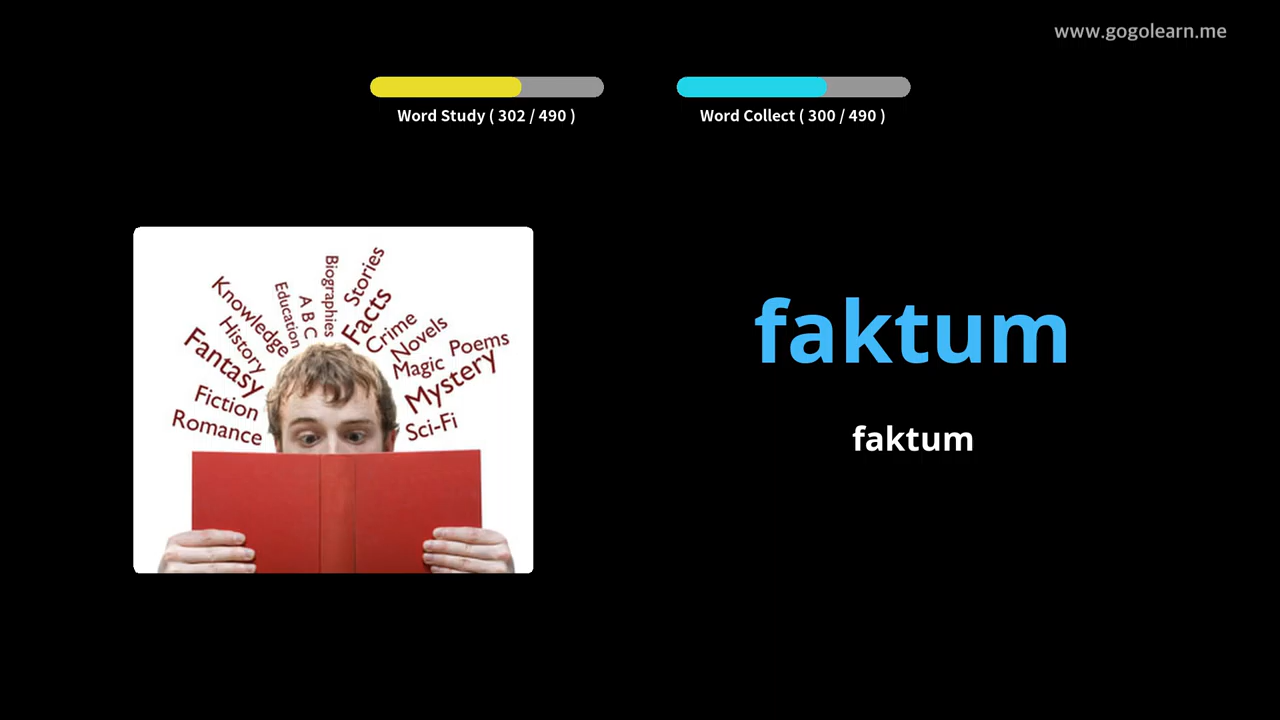 www.gogolearn.me
Word Study ( 302 / 490 )
Word Collect ( 300 / 490 )
Knowledge
History
Fantasy
Fiction
Romance
Education
A B C
Biographies
Stories
Facts
Crime
Novels
Magic
Poems
Mystery
Sci-Fi
faktum
faktum